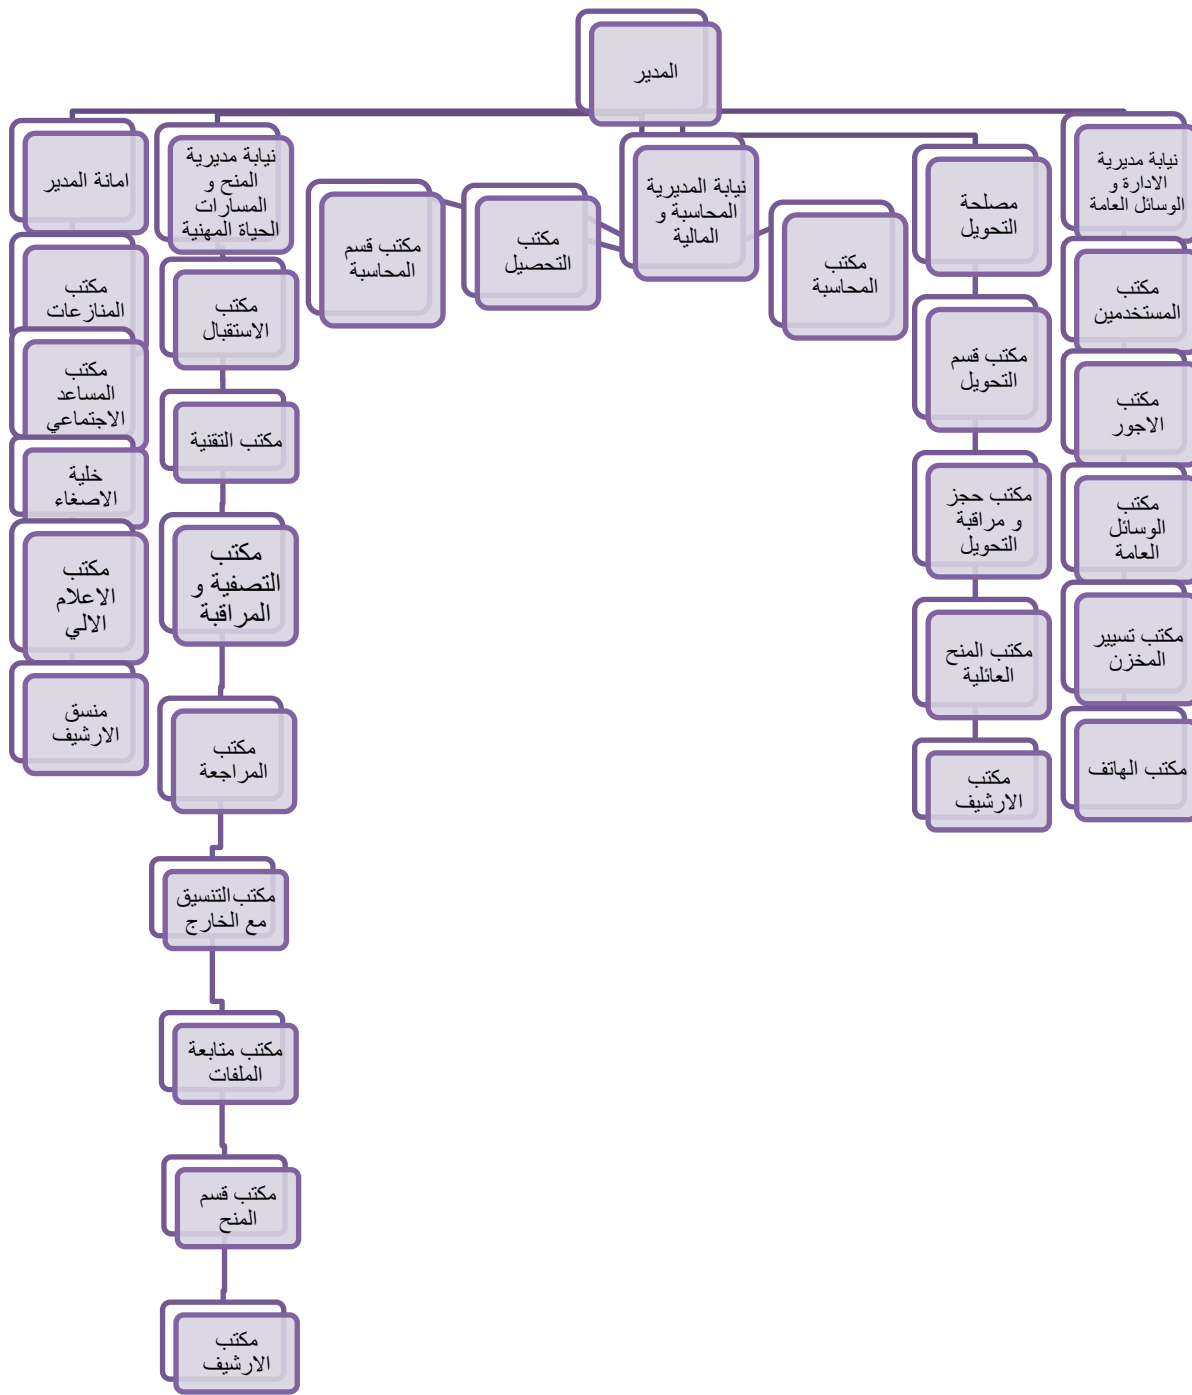 المدير
نيابة مديرية
الادارة و
الوسائل العامة
مكتب
المستخدمين
مكتب
الاجور
مكتب
الوسائل
العامة
مكتب تسيير
المخزن
مكتب الهاتف
مصلحة
التحويل
مكتب قسم
التحويل
مكتب حجز
و مراقبة
التحويل
مكتب المنح
العائلية
مكتب
الارشيف
نيابة المديرية
المحاسبة و
المالية
مكتب
المحاسبة
مكتب
التحصيل
مكتب قسم
المحاسبة
نيابة مديرية
المنح و
المسارات
الحياة المهنية
مكتب
الاستقبال
مكتب التقنية
مكتب
التصفية و
المراقبة
مكتب
المراجعة
مكتب التنسيق
مع الخارج
مكتب متابعة
الملفات
مكتب قسم
المنح
مكتب
الارشيف
امانة المدير
مكتب
المنازعات
مكتب
المساعد
الاجتماعي
خلية
الاصغاء
مكتب
الاعلام
الالي
منسق
الارشيف